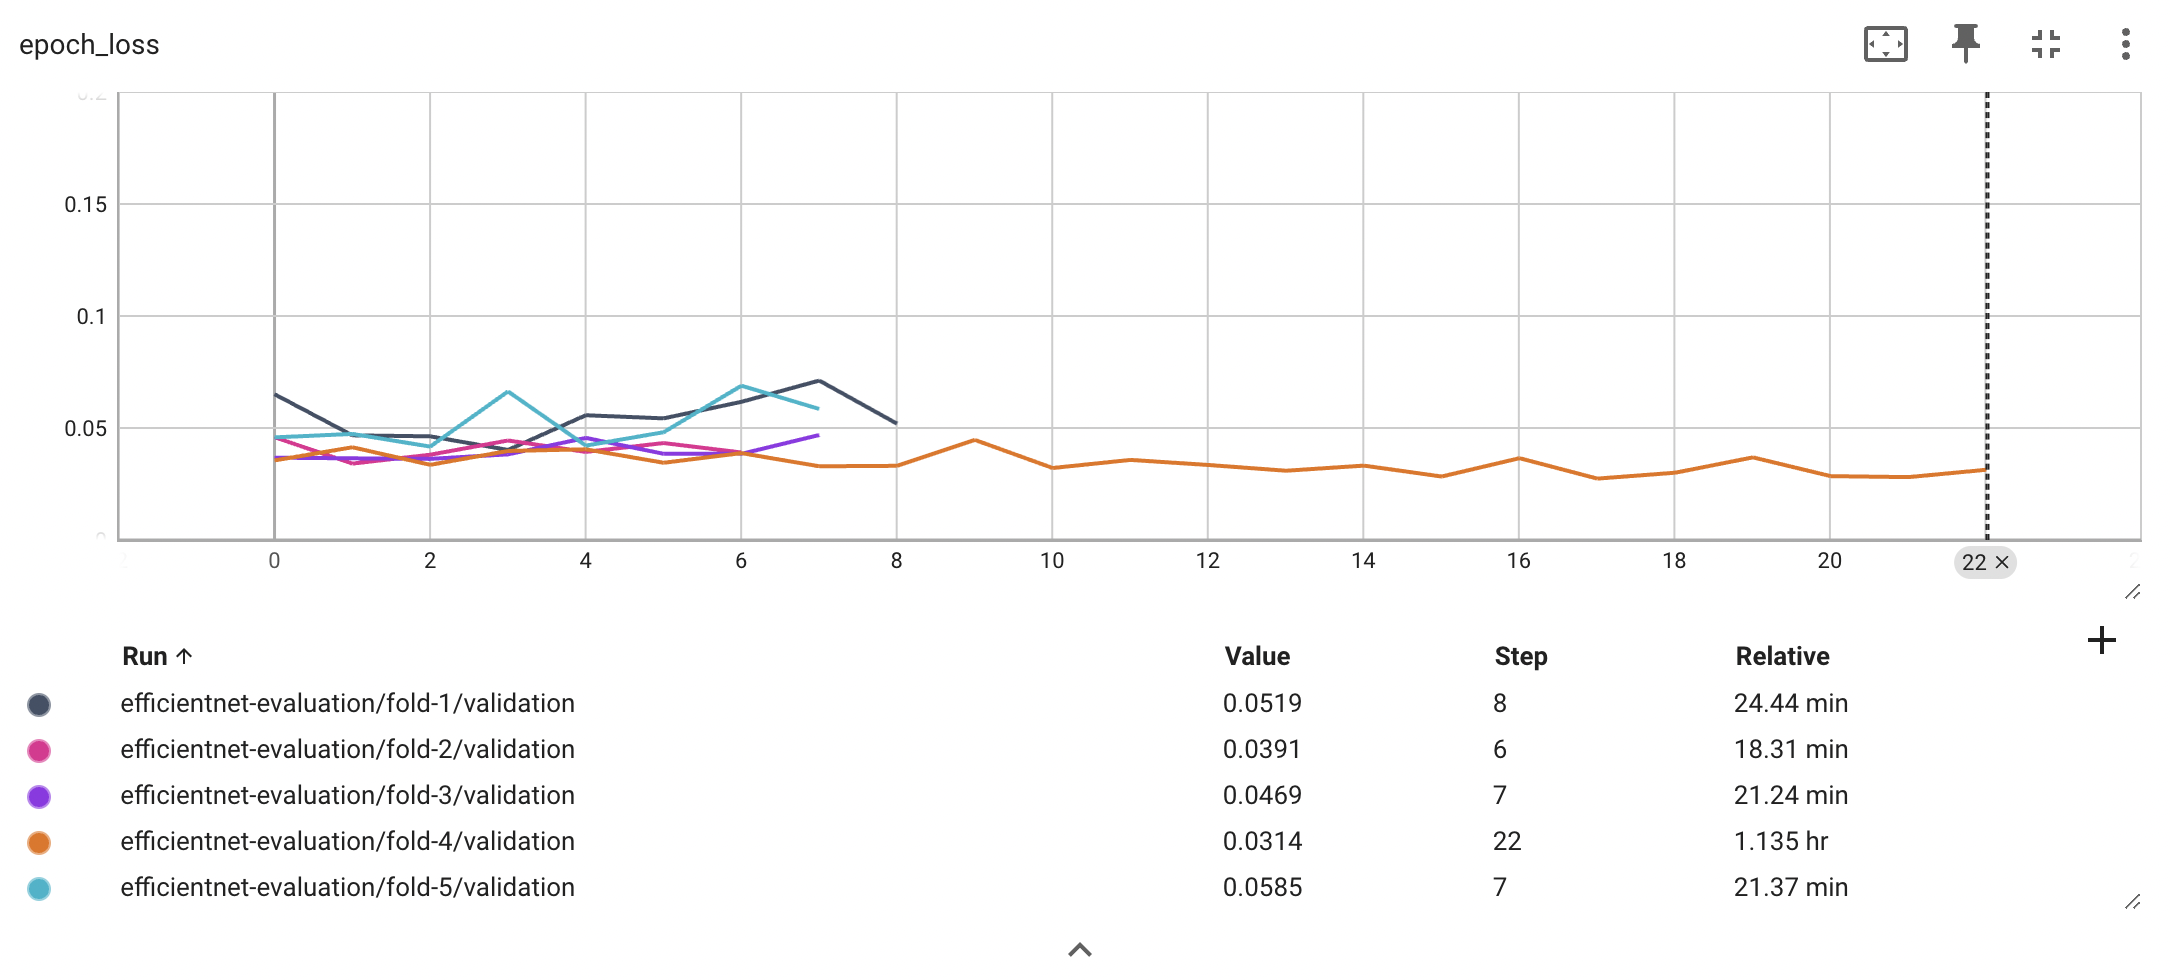 epoch_loss
0.2
0.15
0.1
0.05
0
0 2 4 6 8 10 12 14 16 18 20 22 ×
Run ↑ Value Step Relative
efficientnet-evaluation/fold-1/validation 0.0519 8 24.44 min
efficientnet-evaluation/fold-2/validation 0.0391 6 18.31 min
efficientnet-evaluation/fold-3/validation 0.0469 7 21.24 min
efficientnet-evaluation/fold-4/validation 0.0314 22 1.135 hr
efficientnet-evaluation/fold-5/validation 0.0585 7 21.37 min